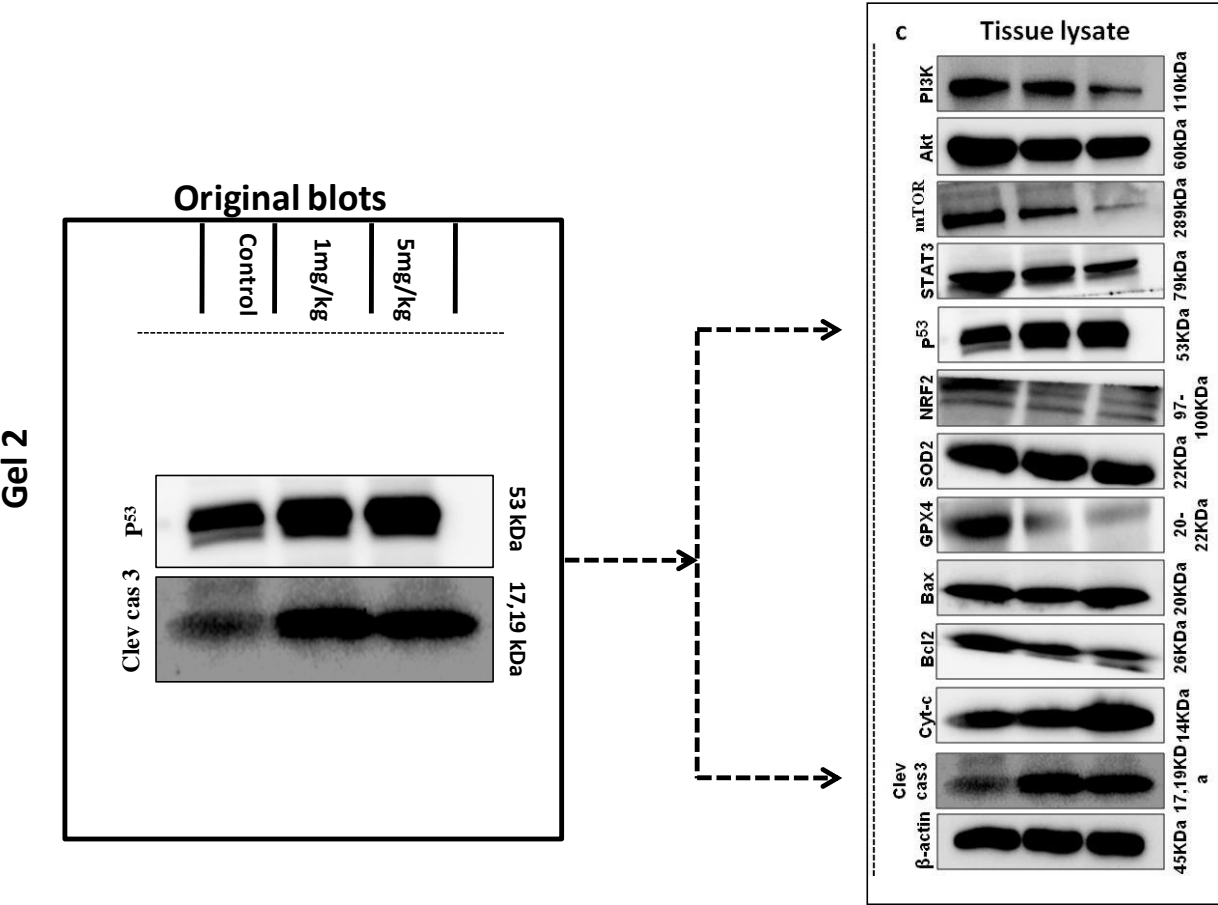 Gel 2
Original blots
Control
1mg/kg
5mg/kg
P53
53 kDa
Clev cas 3
17,19 kDa
c
Tissue lysate
PI3K
110kDa
Akt
60kDa
mTOR
289kDa
STAT3
79kDa
P53
53KDa
NRF2
97-
100KDa
SOD2
22KDa
GPX4
20-
22KDa
Bax
20KDa
Bcl2
26KDa
Cyt-c
14KDa
Clev
cas3
17,19KD
a
β-actin
45KDa